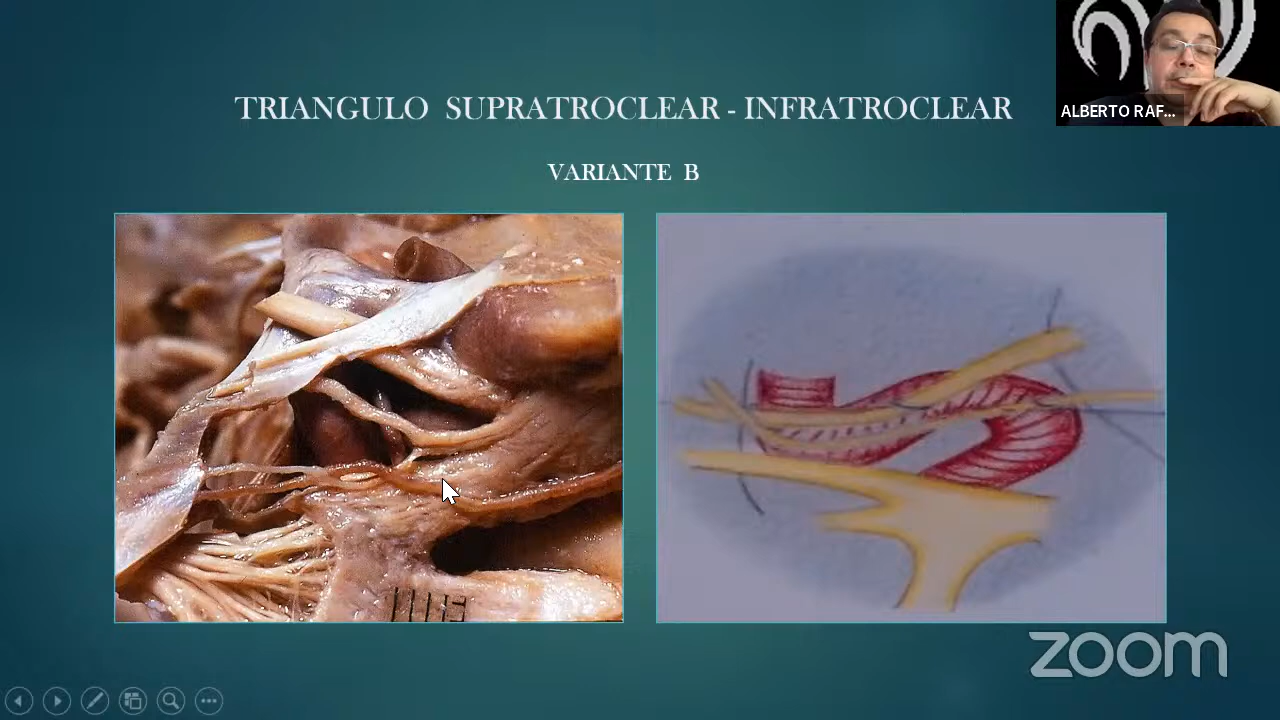 TRIANGULO SUPRATROCLEAR - INFRATROCLEAR
ALBERTO RAF...
VARIANTE B
zoom